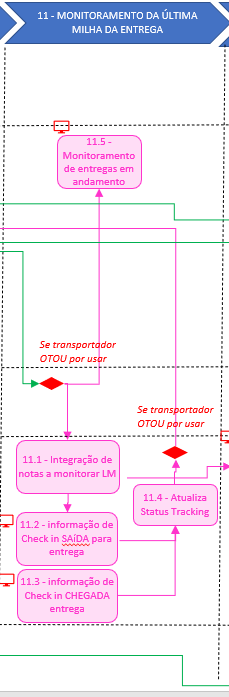 11 - MONITORAMENTO DA ÚLTIMA
MILHA DA ENTREGA
11.5 -
Monitoramento
de entregas em
andamento
Se transportador
OTOU por usar
Se transportador
OTOU por usar
11.1 - Integração de
notas a monitorar LM
11.4 - Atualiza
Status Tracking
11.2 - informação de
Check in SAÍDA para
entrega
11.3 - informação de
Check in CHEGADA
entrega